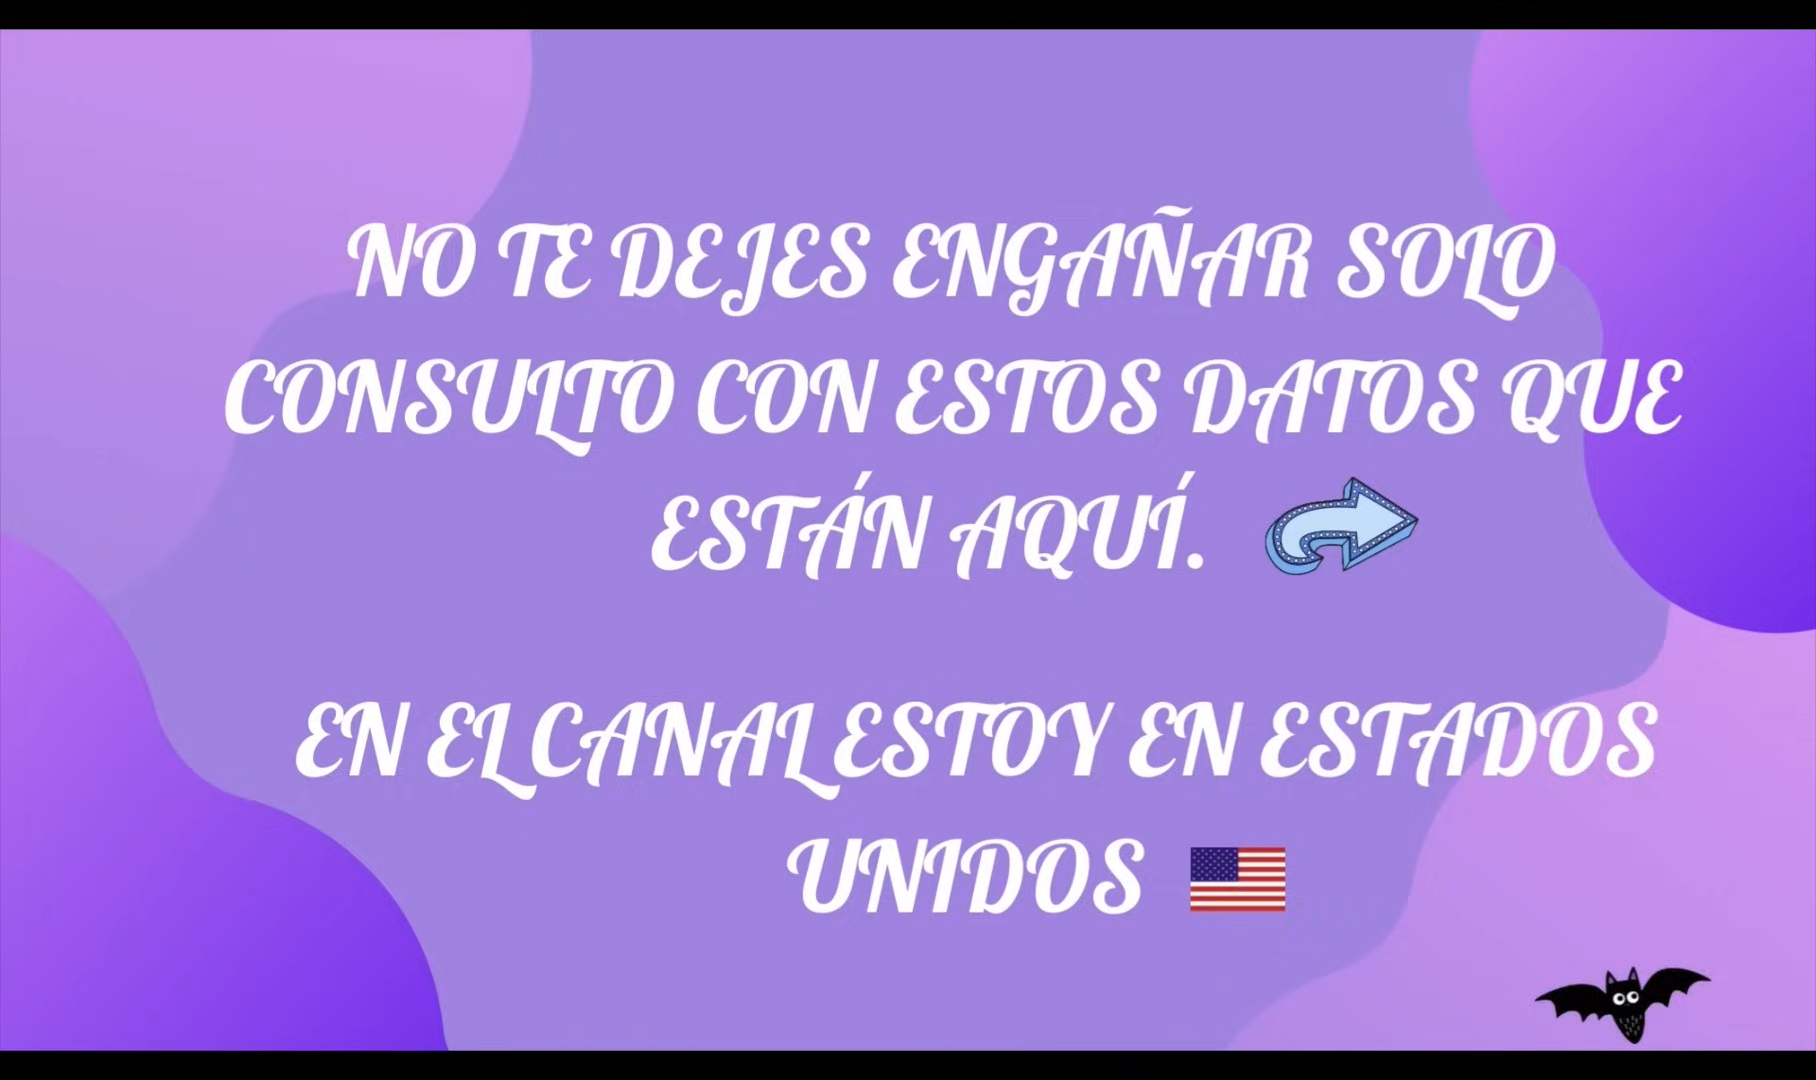 NO TE DEJES ENGAÑAR SOLO
CONSULTO CON ESTOS DATOS QUE
ESTÁN AQUÍ.
EN EL CANAL ESTOY EN ESTADOS
UNIDOS